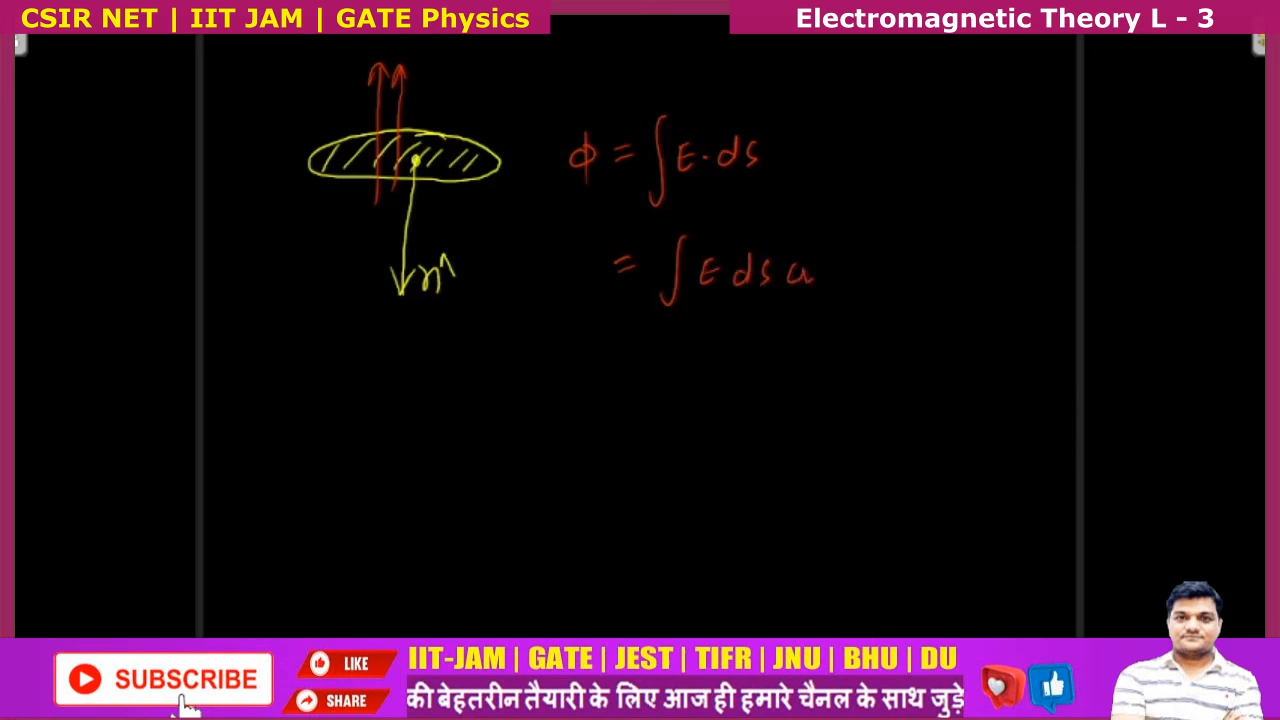 CSIR NET | IIT JAM | GATE Physics
Electromagnetic Theory L - 3
φ = ∫ E . ds
= ∫ E ds
n^
SUBSCRIBE
LIKE
SHARE
IIT-JAM | GATE | JEST | TIFR | JNU | BHU | DU
की बेहतरीन तैयारी के लिए आज ही हमारे चैनल के साथ जुड़े